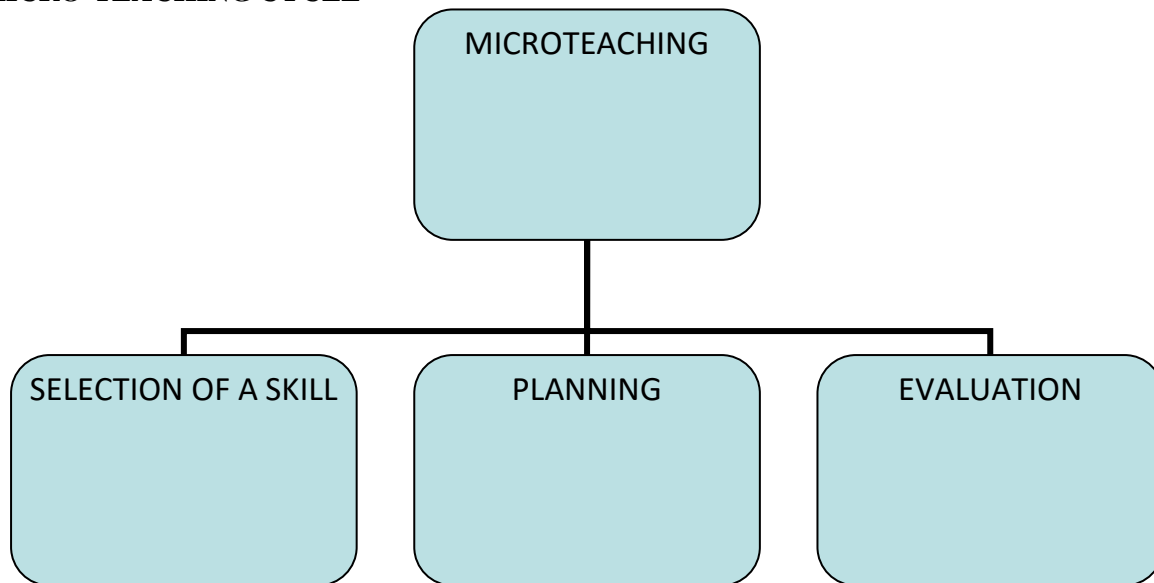 MICROTEACHING
SELECTION OF A SKILL
PLANNING
EVALUATION